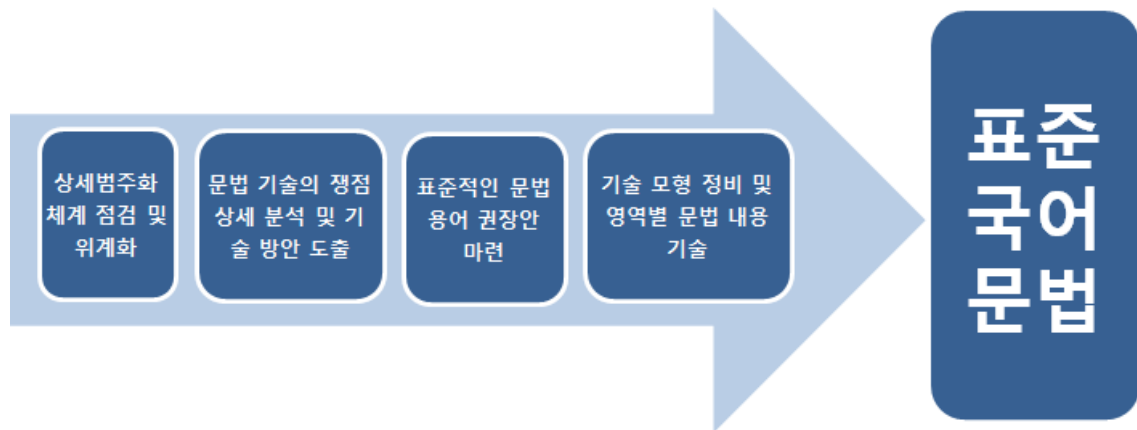 상세범주화
체계 점검 및
위계화
문법 기술의 쟁점
상세 분석 및 기
술 방안 도출
표준적인 문법
용어 권장안
마련
기술 모형 정비 및
영역별 문법 내용
기술
표준
국어
문법